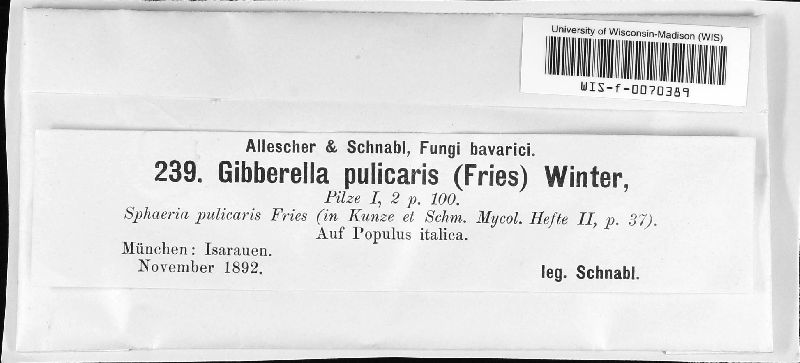 University of Wisconsin-Madison (WIS)
WIS-f-0070389
Allescher & Schnabl, Fungi bavarici.
239. Gibberella pulicaris (Fries) Winter,
Pilze I, 2 p. 100.
Sphaeria pulicaris Fries (in Kunze et Schm. Mycol. Hefte II, p. 37).
Auf Populus italica.
München: Isarauen.
November 1892.
leg. Schnabl.